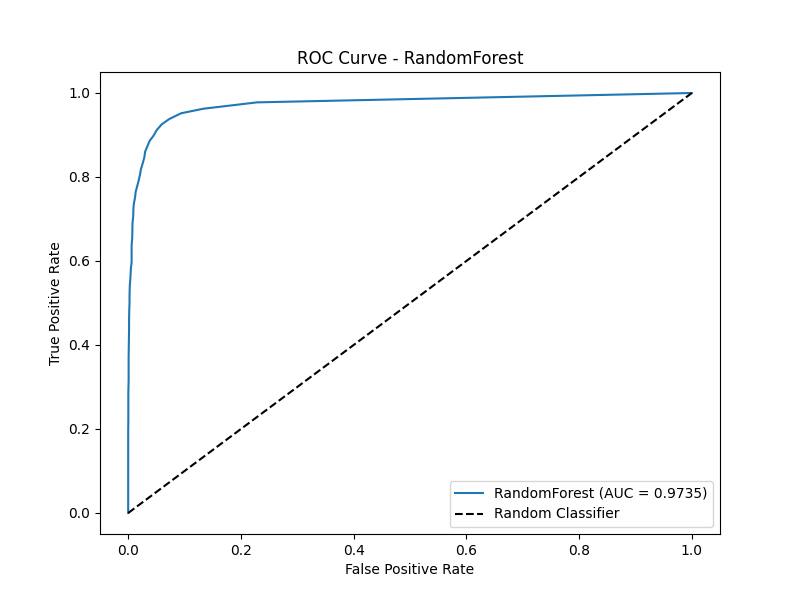 ROC Curve - RandomForest
True Positive Rate
1.0
0.8
0.6
0.4
0.2
0.0
0.0 0.2 0.4 0.6 0.8 1.0
False Positive Rate
RandomForest (AUC = 0.9735)
Random Classifier